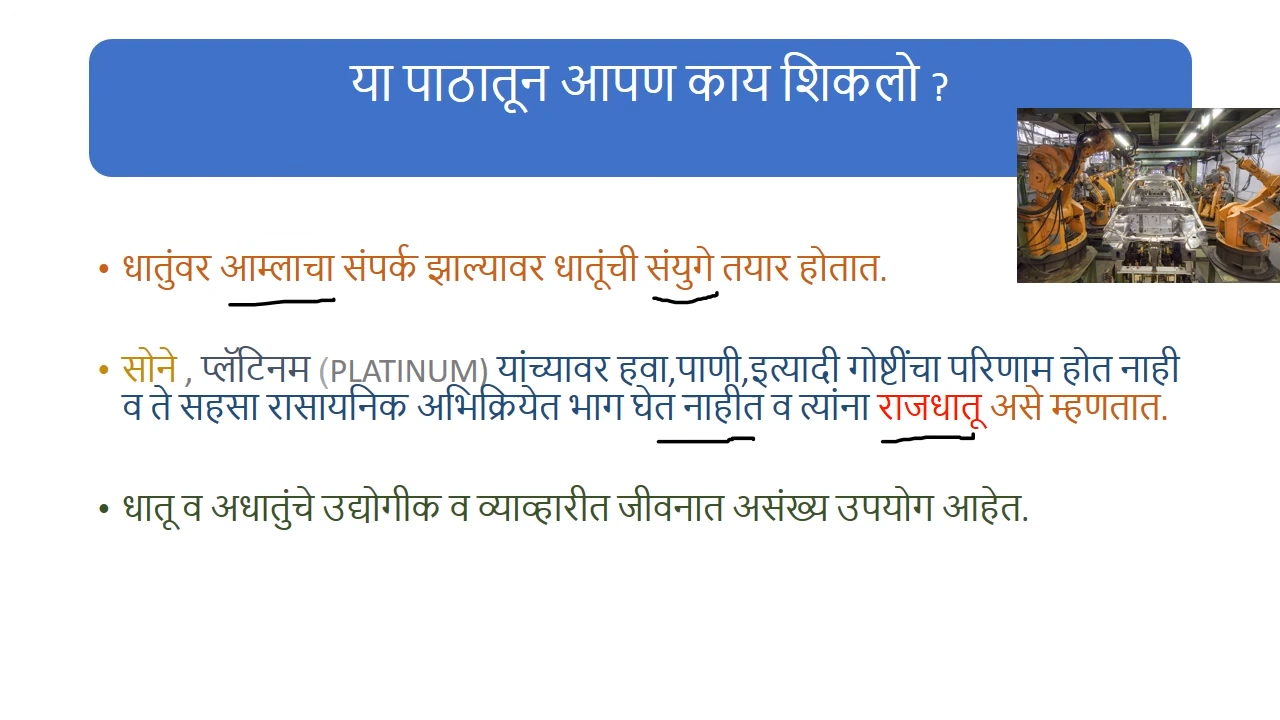 या पाठातून आपण काय शिकलो ?
• धातुंवर आम्लाचा संपर्क झाल्यावर धातूंची संयुगे तयार होतात.
• सोने , प्लॅटिनम (PLATINUM) यांच्यावर हवा,पाणी,इत्यादी गोष्टींचा परिणाम होत नाही
व ते सहसा रासायनिक अभिक्रियेत भाग घेत नाहीत व त्यांना राजधातू असे म्हणतात.
• धातू व अधातुंचे उद्योगीक व व्याव्हारीत जीवनात असंख्य उपयोग आहेत.